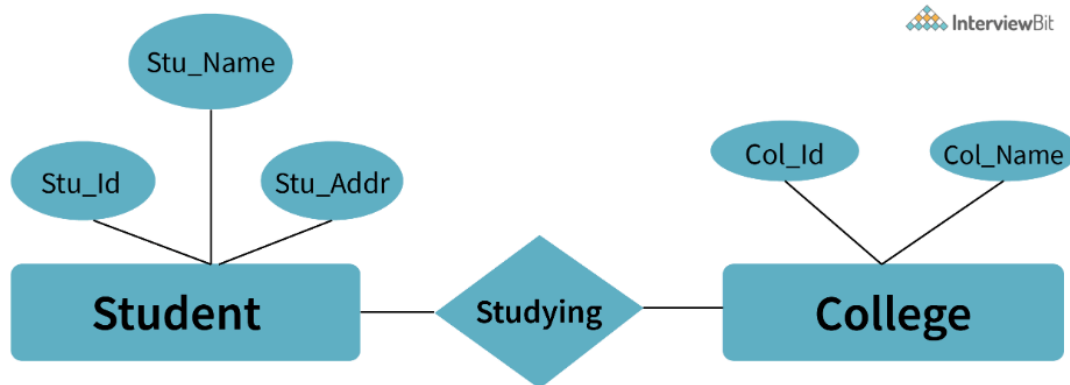 InterviewBit
Stu_Name
Stu_Id
Stu_Addr
Col_Id
Col_Name
Student
Studying
College